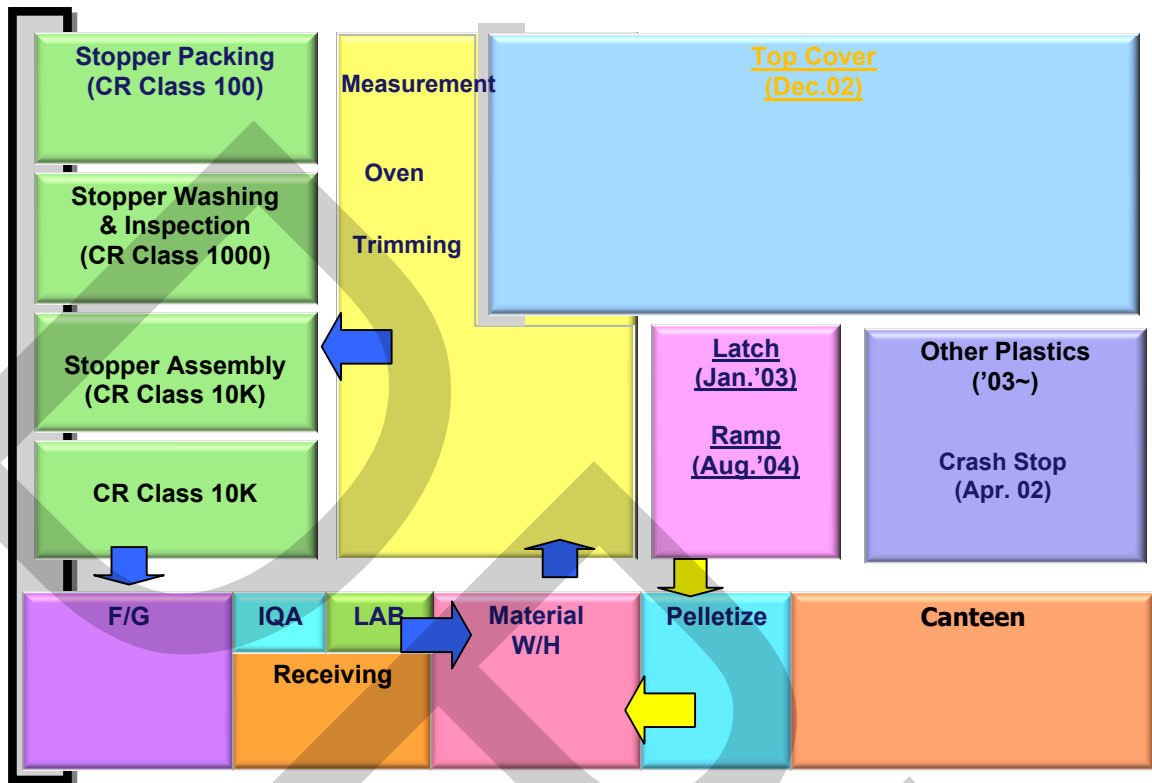 Stopper Packing
(CR Class 100)
Stopper Washing
& Inspection
(CR Class 1000)
Stopper Assembly
(CR Class 10K)
CR Class 10K
Measurement
Oven
Trimming
Top Cover
(Dec.02)
Latch
(Jan.'03)
Ramp
(Aug.'04)
Other Plastics
('03~)
Crash Stop
(Apr. 02)
F/G
IQA
LAB
Receiving
Material
W/H
Pelletize
Canteen